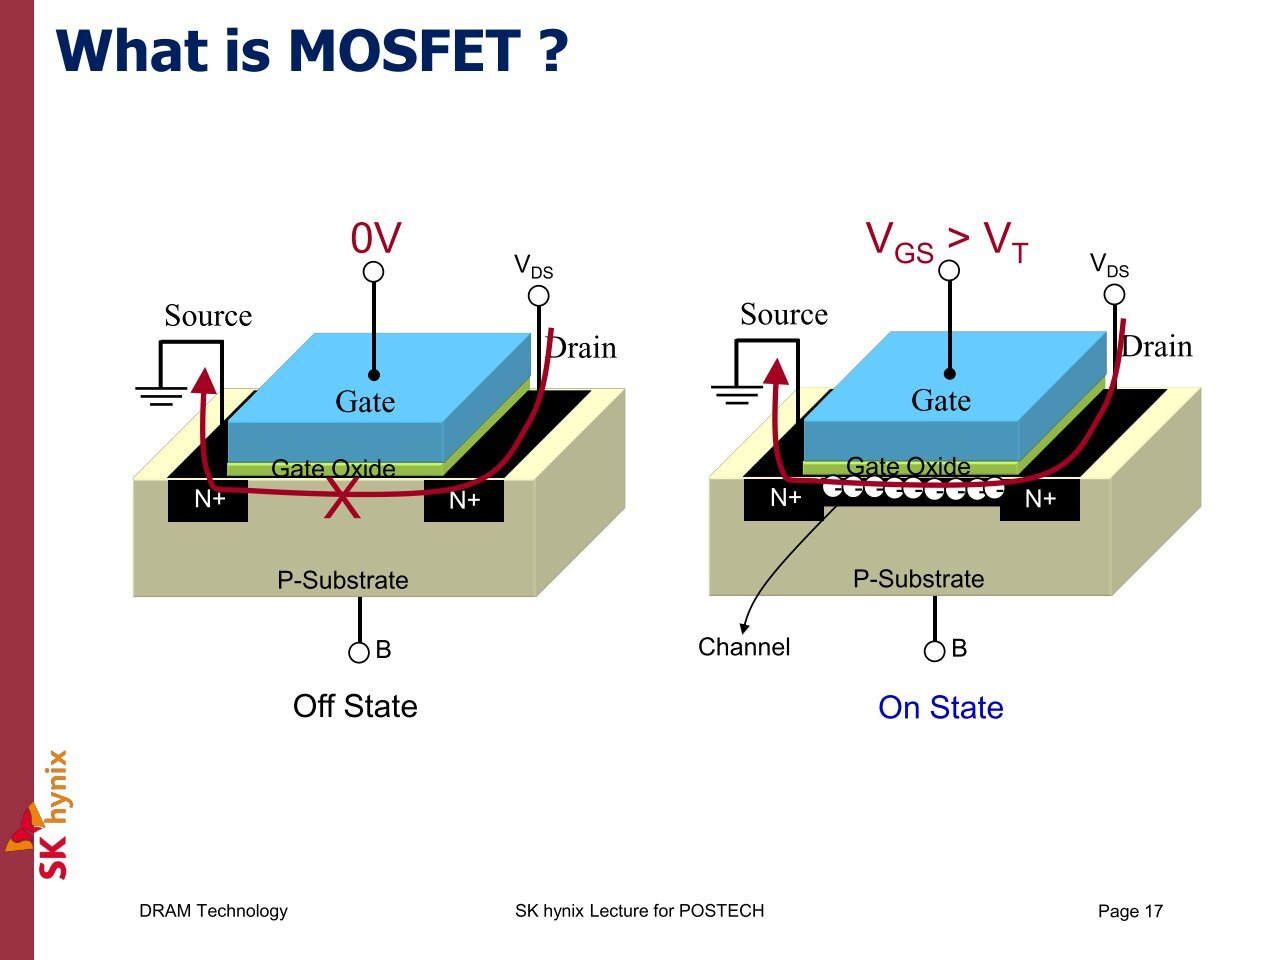 What is MOSFET ?
0V
VDS
Source
Drain
Gate
Gate Oxide
X
N+
N+
P-Substrate
B
Off State
VGS > VT
VDS
Source
Drain
Gate
Gate Oxide
N+
N+
P-Substrate
Channel
B
On State
SK hynix
DRAM Technology
SK hynix Lecture for POSTECH
Page 17